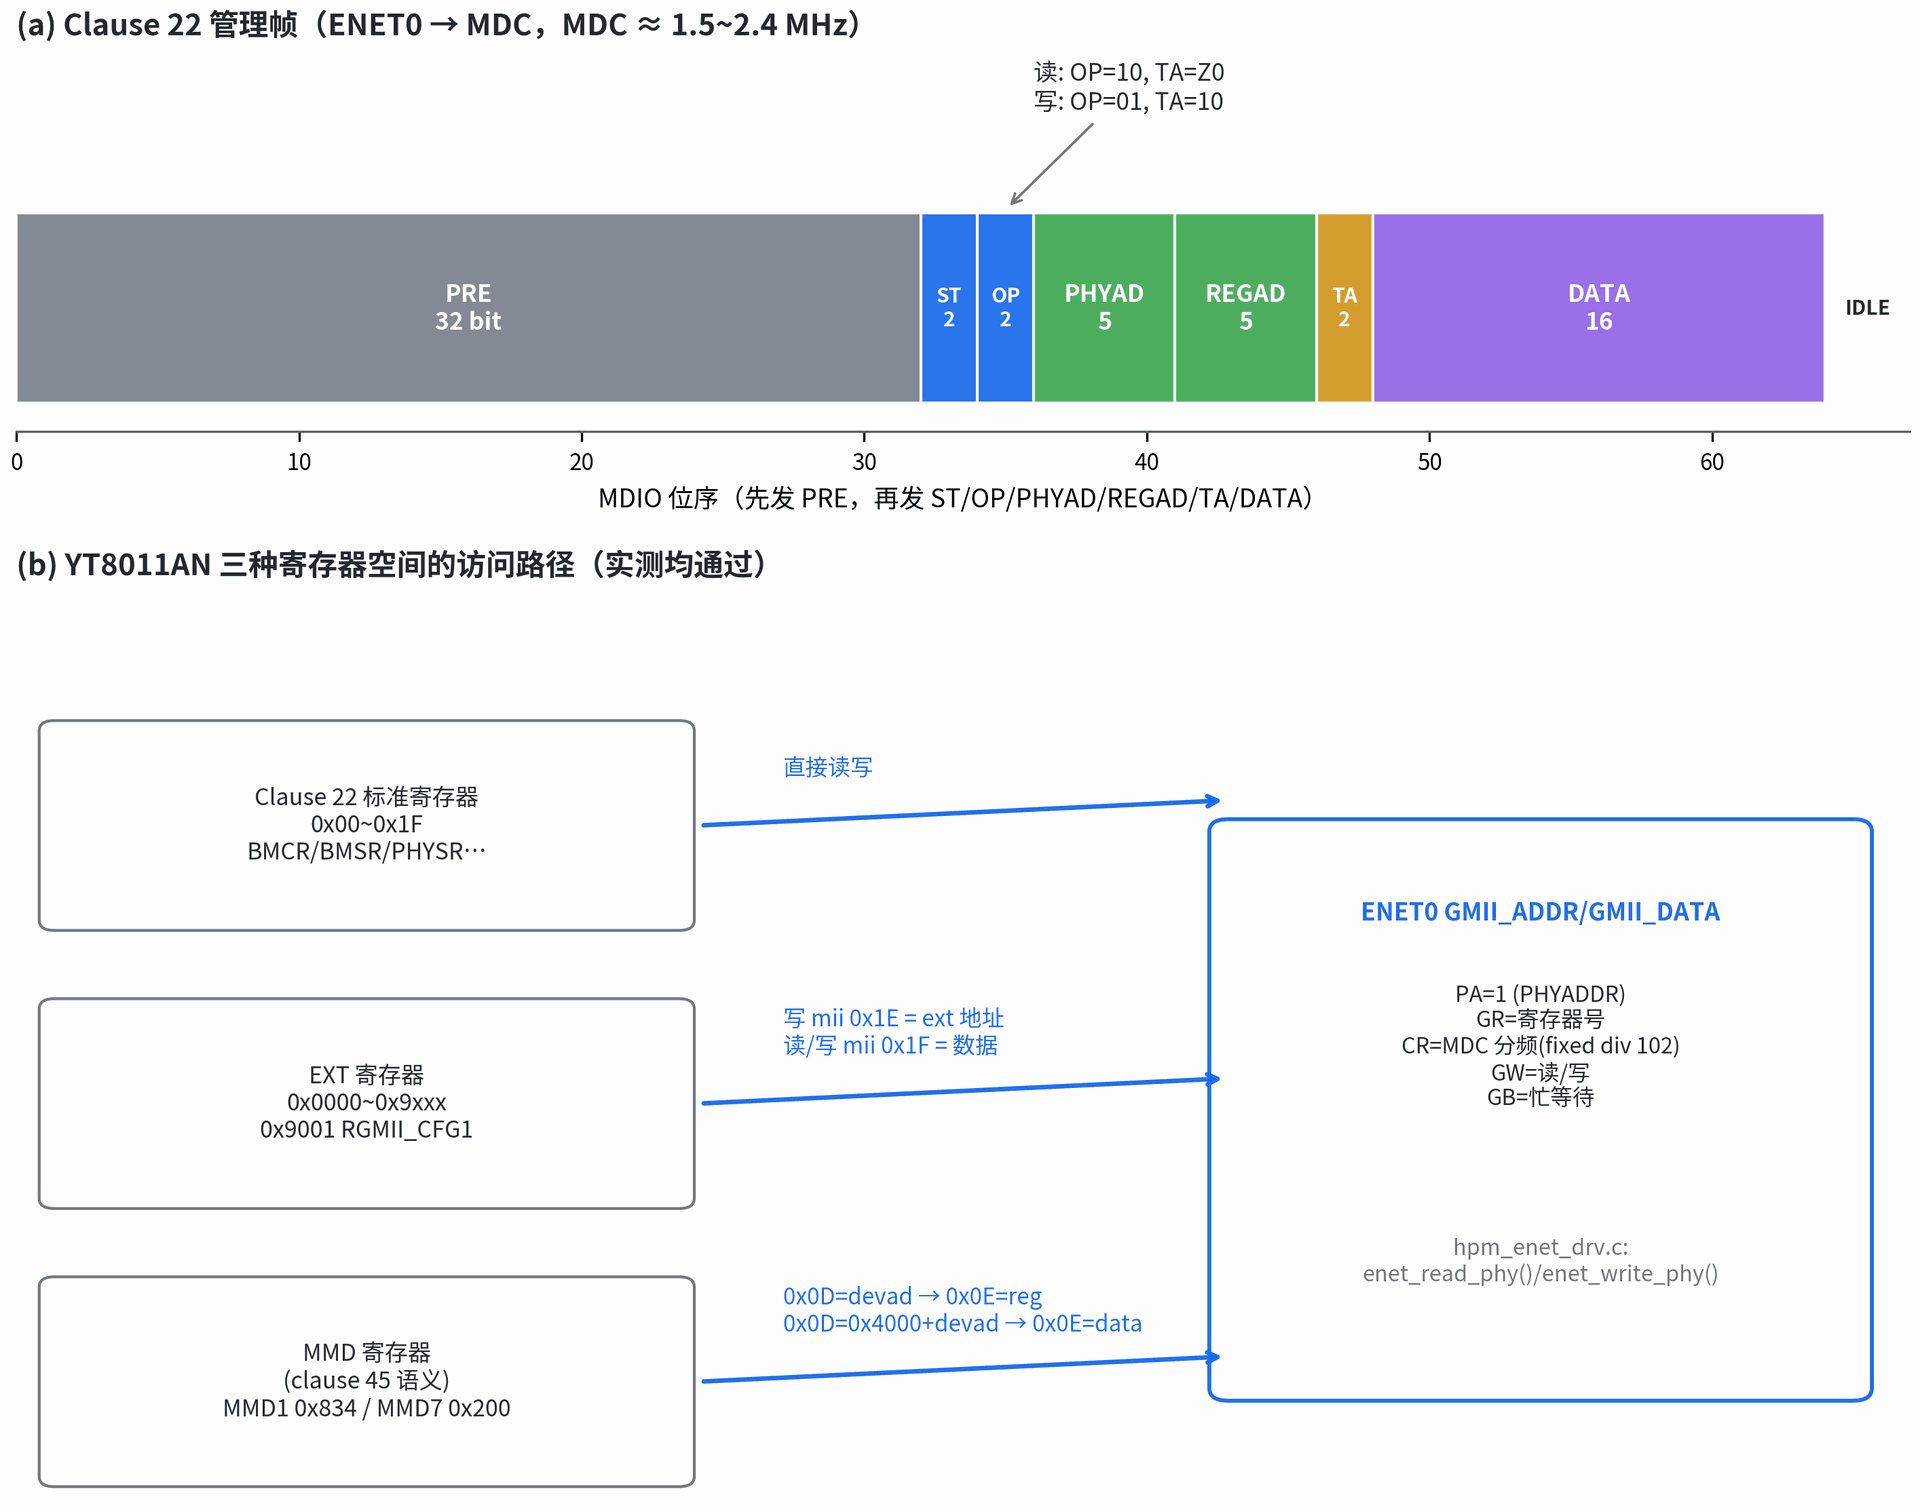 (a) Clause 22 管理帧（ENET0 → MDC，MDC ≈ 1.5~2.4 MHz）
读: OP=10, TA=Z0
写: OP=01, TA=10
PRE
32 bit
ST
2
OP
2
PHYAD
5
REGAD
5
TA
2
DATA
16
IDLE
0 10 20 30 40 50 60
MDIO 位序（先发 PRE，再发 ST/OP/PHYAD/REGAD/TA/DATA）
(b) YT8011AN 三种寄存器空间的访问路径（实测均通过）
Clause 22 标准寄存器
0x00~0x1F
BMCR/BMSR/PHYSR⋯
直接读写
EXT 寄存器
0x0000~0x9xxx
0x9001 RGMII_CFG1
写 mii 0x1E = ext 地址
读/写 mii 0x1F = 数据
MMD 寄存器
(clause 45 语义)
MMD1 0x834 / MMD7 0x200
0x0D=devad → 0x0E=reg
0x0D=0x4000+devad → 0x0E=data
ENET0 GMII_ADDR/GMII_DATA
PA=1 (PHYADDR)
GR=寄存器号
CR=MDC 分频(fixed div 102)
GW=读/写
GB=忙等待
hpm_enet_drv.c:
enet_read_phy()/enet_write_phy()